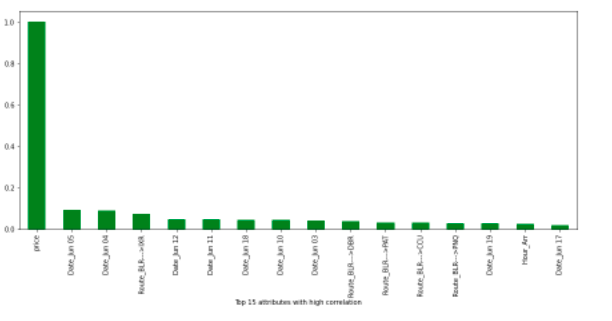 1.0
0.8
0.6
0.4
0.2
0.0
price
Date_Jun 05
Date_Jun 04
Route_BLR--->IXR
Date_Jun 12
Date_Jun 11
Date_Jun 18
Date_Jun 10
Date_Jun 03
Route_BLR--->DBR
Route_BLR--->PAT
Route_BLR--->CCU
Route_BLR--->PNQ
Date_Jun 19
Hour_Arr
Date_Jun 17
Top 15 attributes with high correlation